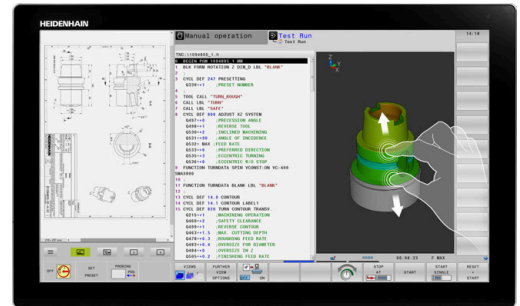 HEIDENHAIN
Manual operation
Test Run
Test Run
14:10
TNC:\1094805_1.H
0 BEGIN PGM 1094805_1 MM
1 BLK FORM ROTATION Z DIM_D LBL "BLANK"
2
3 CYCL DEF 247 PRESETTING
Q339=+1 ;PRESET NUMBER
4
5 TOOL CALL "TURN_ROUGH"
6 CALL LBL "TURN"
7 CALL LBL "SAFE"
8 CYCL DEF 800 ADJUST XZ SYSTEM
Q497=+0 ;PRECESSION ANGLE
Q498=+1 ;REVERSE TOOL
Q530=+2 ;INCLINED MACHINING
Q531=+90 ;ANGLE OF INCIDENCE
Q532= MAX ;FEED RATE
Q533=+0 ;PREFERRED DIRECTION
Q535=+2 ;ECCENTRIC TURNING
Q536=+0 ;ECCENTRIC W/O STOP
9 FUNCTION TURNDATA SPIN VCONST:ON VC:400
SMAX800
10
11 FUNCTION TURNDATA BLANK LBL "BLANK"
12
13 CYCL DEF 14.0 CONTOUR
14 CYCL DEF 14.1 CONTOUR LABEL1
15 CYCL DEF 820 TURN CONTOUR TRANSV.
Q215=+1 ;MACHINING OPERATION
Q460=+2 ;SAFETY CLEARANCE
Q499=+0 ;REVERSE CONTOUR
Q463=+1.5 ;MAX. CUTTING DEPTH
Q478=+0.3 ;ROUGHING FEED RATE
Q483=+0.4 ;OVERSIZE FOR DIAMETER
Q484=+0 ;OVERSIZE IN Z
Q505=+0.2 ;FINISHING FEED RATE
Z
Y
X
00:00:33 F MAX
OFF
SET
PRESET
PROBING
POS
VIEWS
FURTHER
VIEW
OPTIONS
STOP
AT
START
START
SINGLE
RESET
+
START